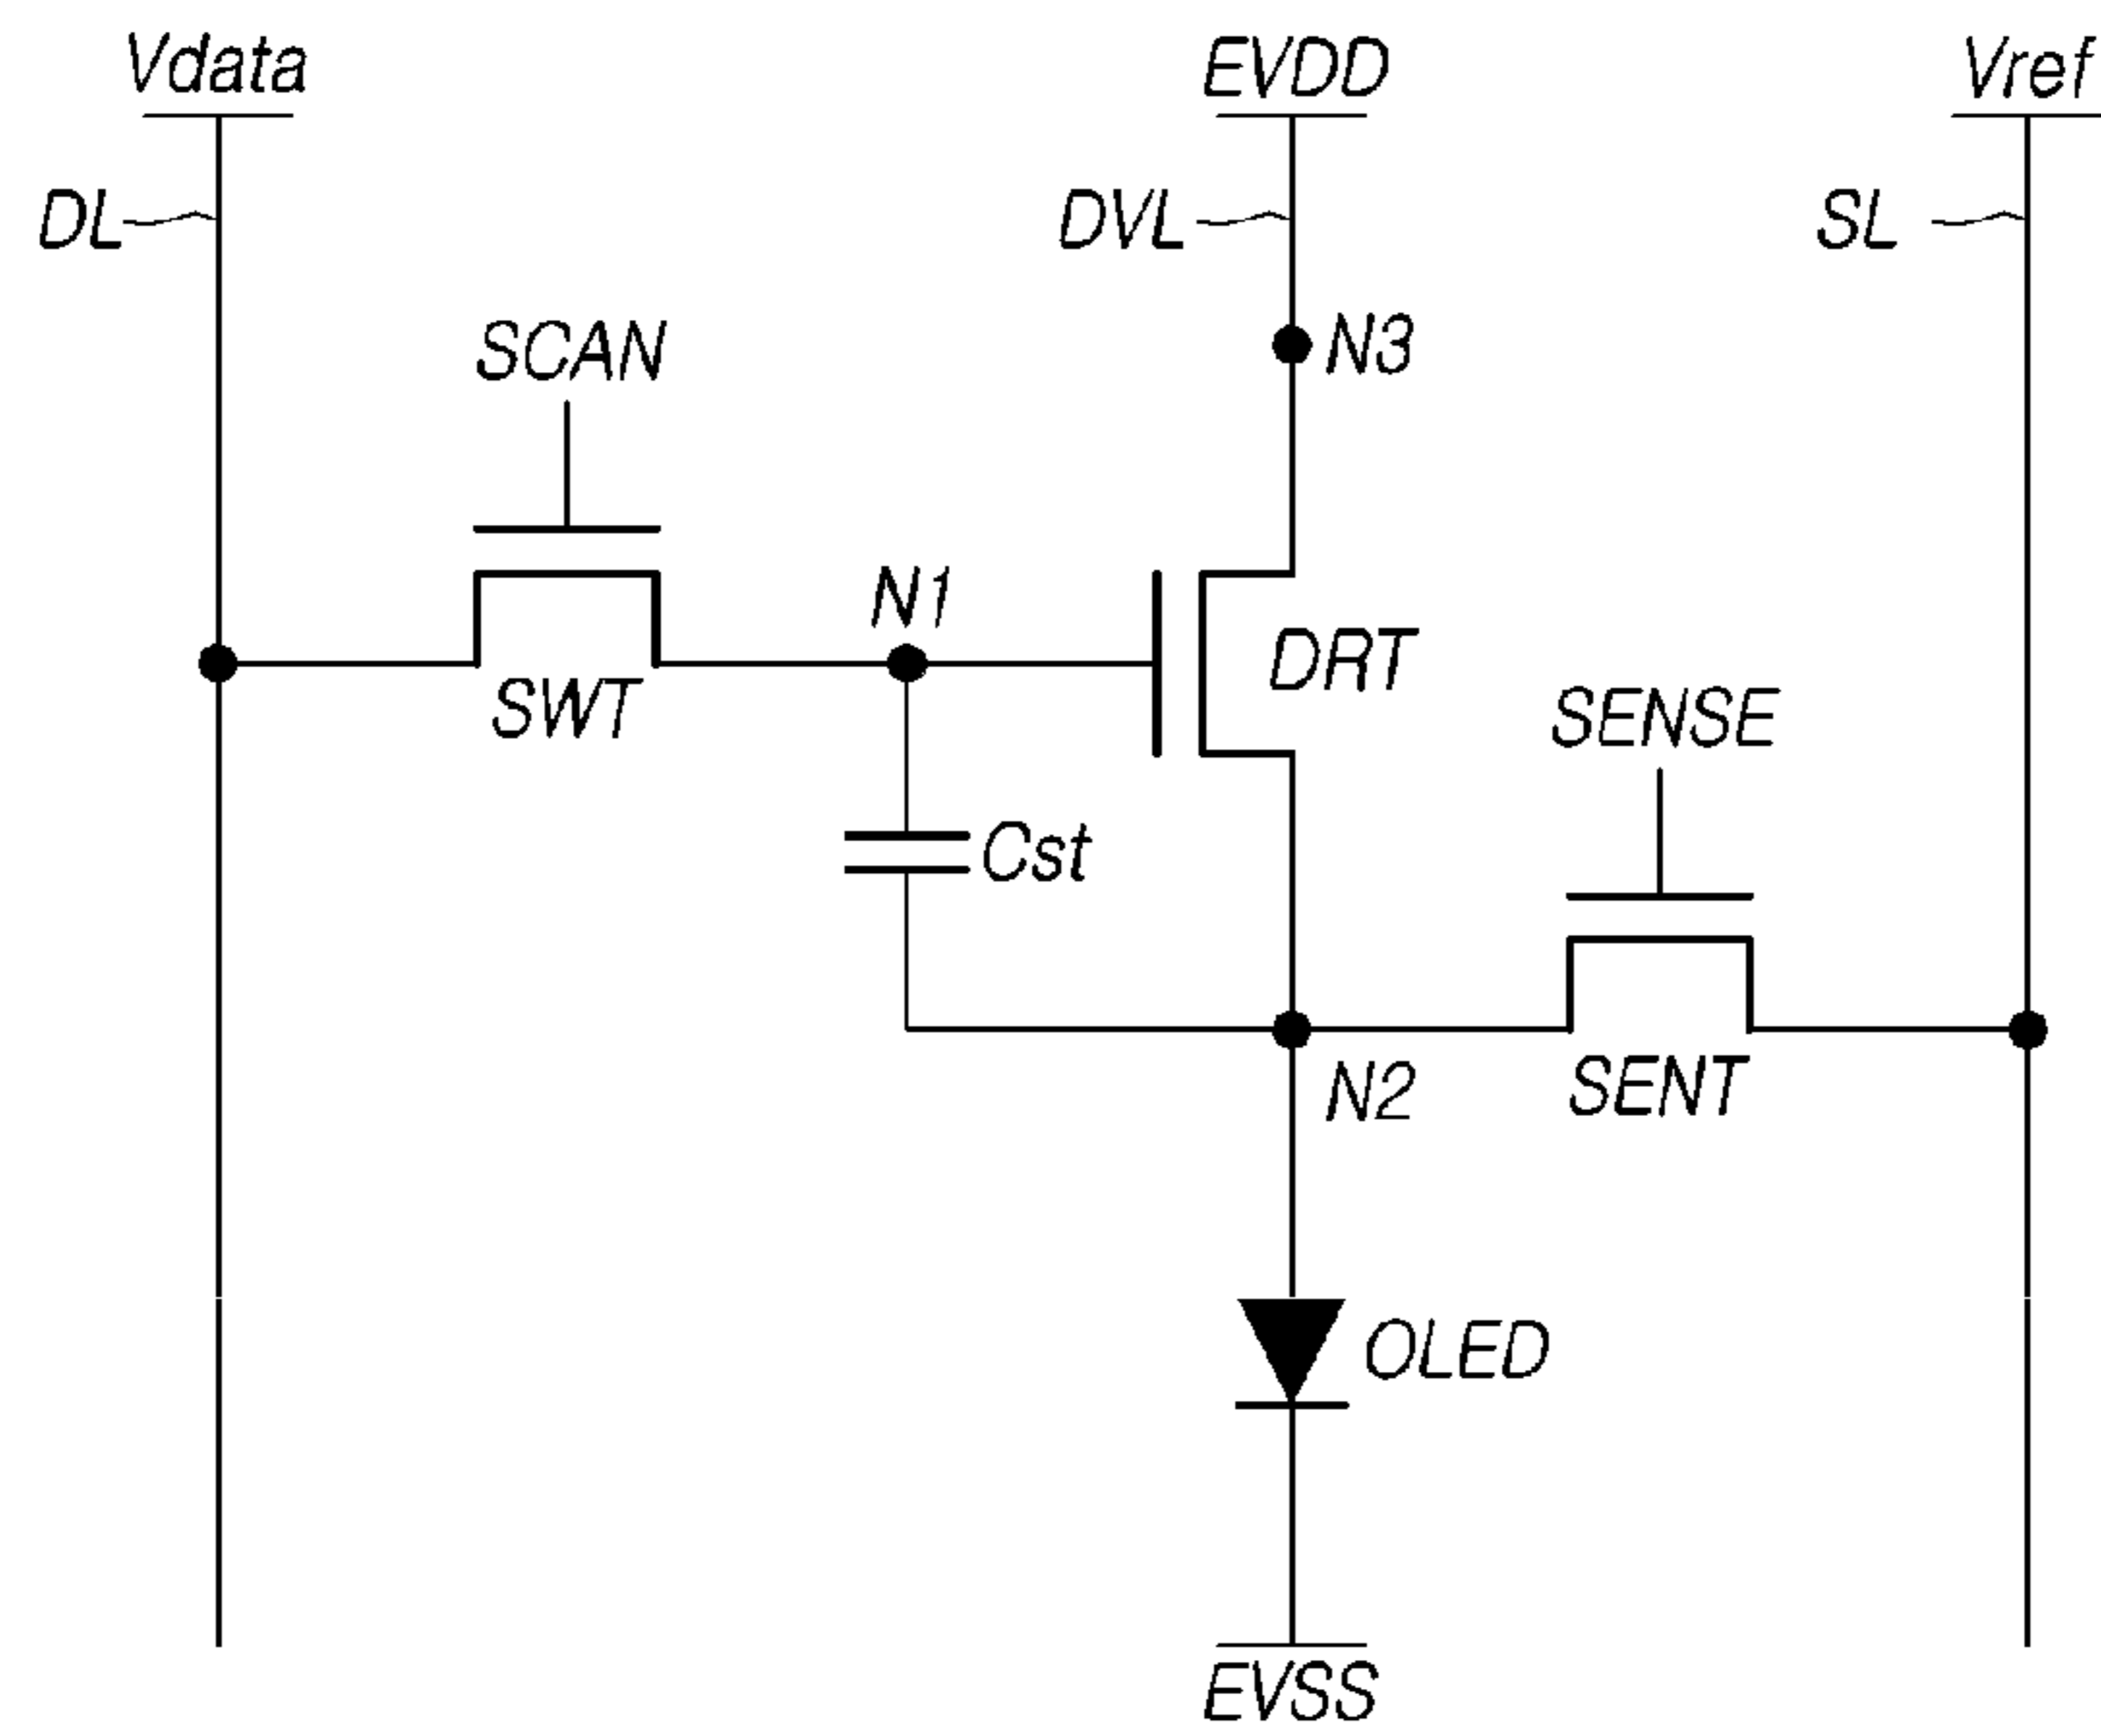 Vdata
EVDD
Vref
DL
DVL
SL
SCAN
N3
N1
DRT
SWT
SENSE
Cst
N2
SENT
OLED
EVSS